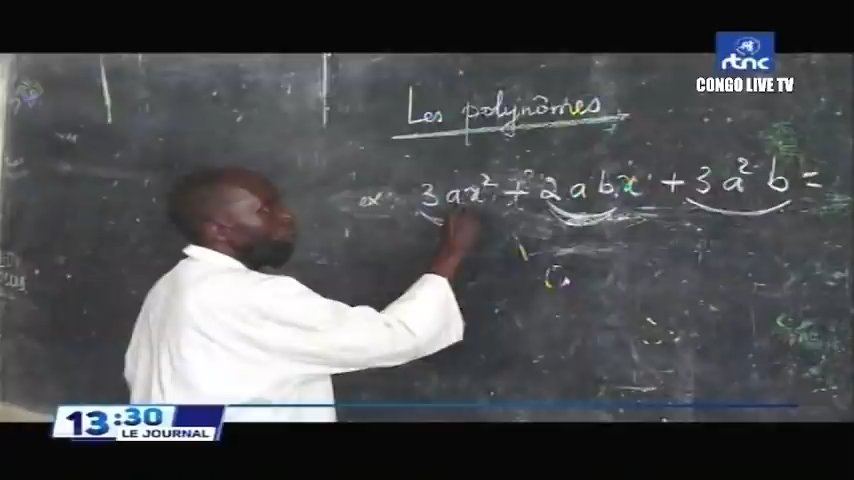 rtnc
CONGO LIVE TV
Les polynômes
ex: 3ax² + 2abx + 3a²b =
13:30
LE JOURNAL